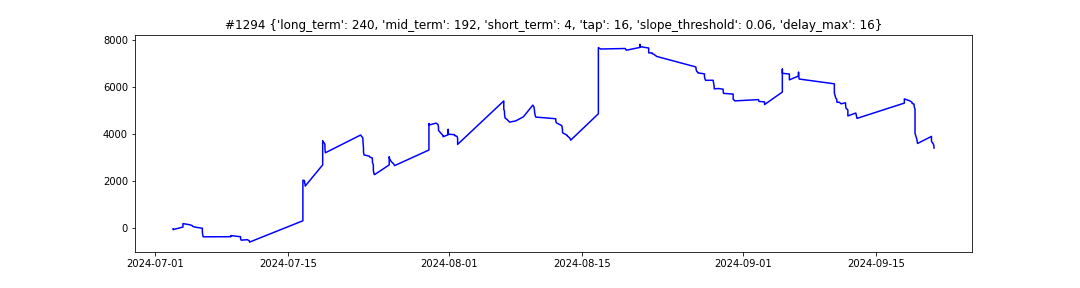 #1294 {'long_term': 240, 'mid_term': 192, 'short_term': 4, 'tap': 16, 'slope_threshold': 0.06, 'delay_max': 16}
8000
6000
4000
2000
0
2024-07-01 2024-07-15 2024-08-01 2024-08-15 2024-09-01 2024-09-15